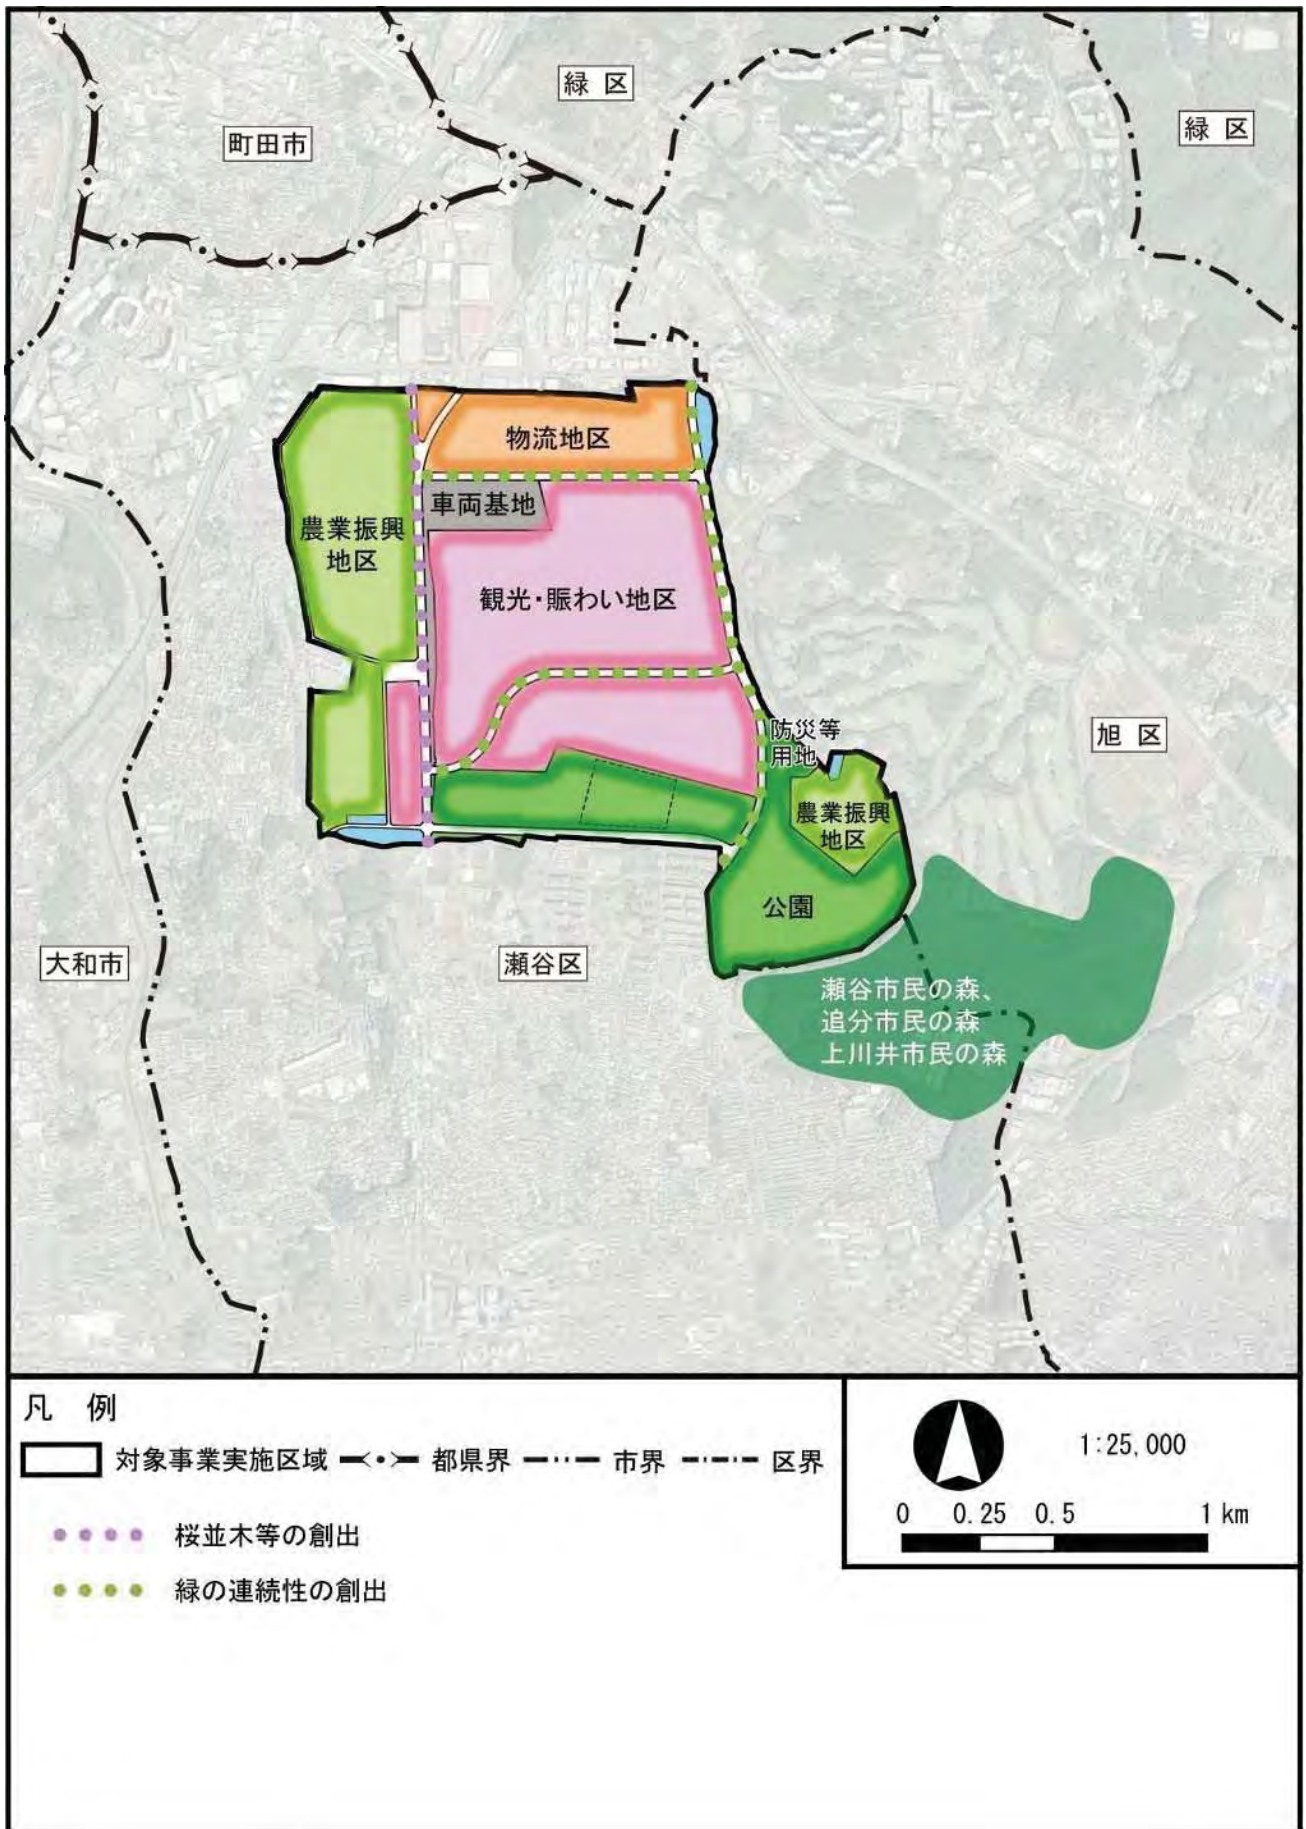 緑 区
町田市
緑 区
物流地区
車両基地
農業振興
地区
観光・賑わい地区
防災等
用地
旭 区
農業振興
地区
公園
大和市
瀬谷区
瀬谷市民の森、
追分市民の森
上川井市民の森
凡 例
対象事業実施区域
都県界
市界
区界
1:25,000
0 0.25 0.5 1 km
桜並木等の創出
緑の連続性の創出